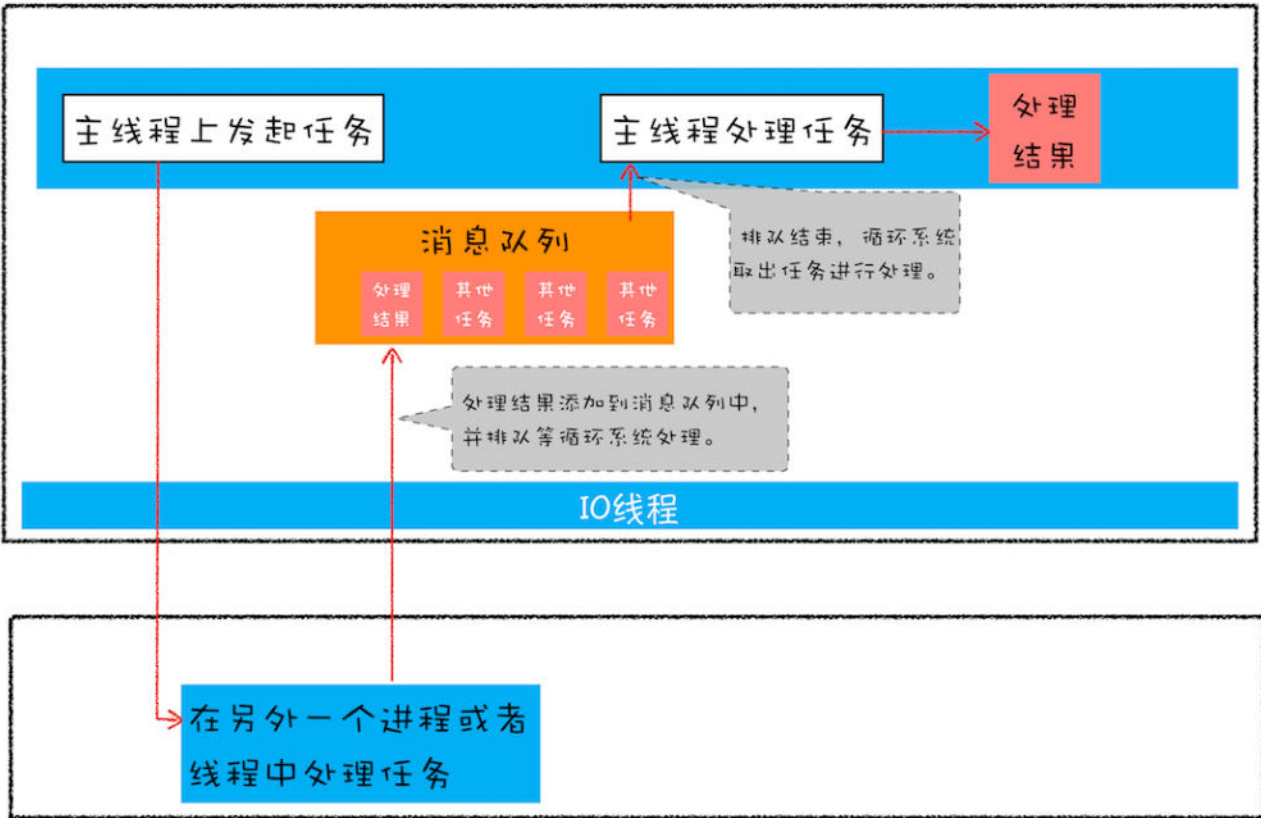 主线程上发起任务
主线程处理任务
处理
结果
消息队列
处理
结果
其他
任务
其他
任务
其他
任务
排队结束，循环系统
取出任务进行处理。
处理结果添加到消息队列中，
并排队等循环系统处理。
IO线程
在另外一个进程或者
线程中处理任务